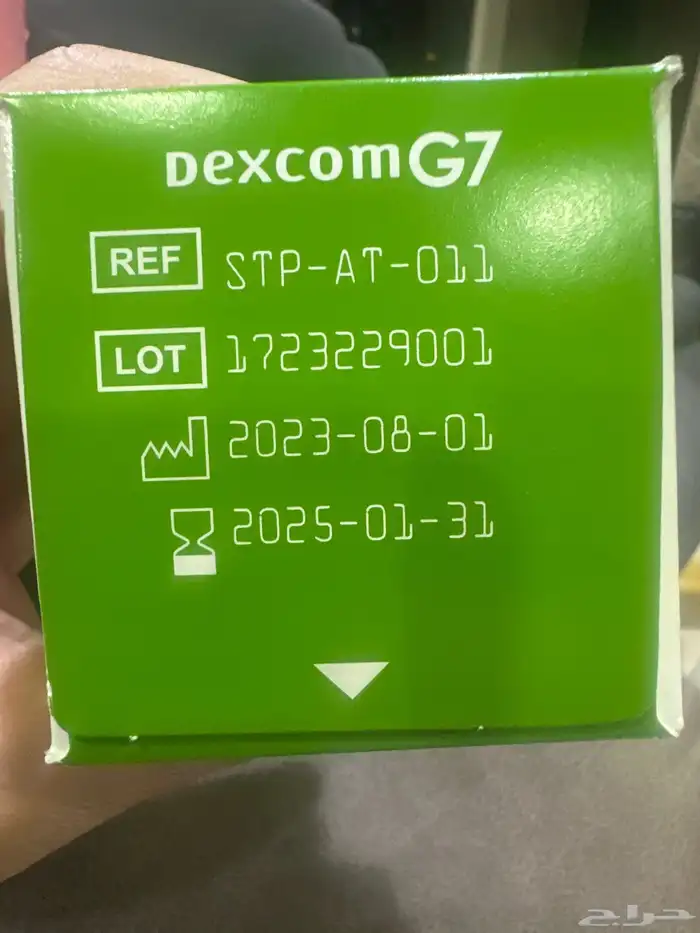 Dexcom G7
REF STP-AT-011
LOT 1723229001
2023-08-01
2025-01-31
حراج